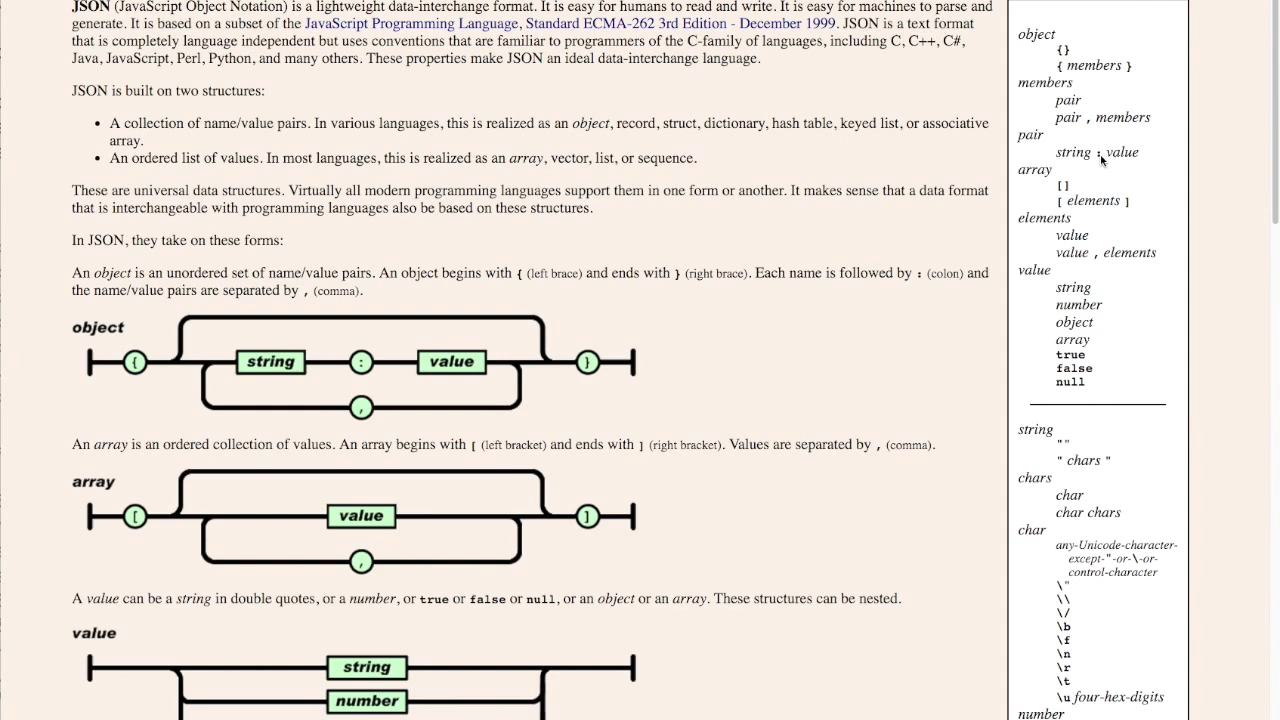 JSON (JavaScript Object Notation) is a lightweight data-interchange format. It is easy for humans to read and write. It is easy for machines to parse and
generate. It is based on a subset of the JavaScript Programming Language, Standard ECMA-262 3rd Edition - December 1999. JSON is a text format
that is completely language independent but uses conventions that are familiar to programmers of the C-family of languages, including C, C++, C#,
Java, JavaScript, Perl, Python, and many others. These properties make JSON an ideal data-interchange language.
JSON is built on two structures:
• A collection of name/value pairs. In various languages, this is realized as an object, record, struct, dictionary, hash table, keyed list, or associative
array.
• An ordered list of values. In most languages, this is realized as an array, vector, list, or sequence.
These are universal data structures. Virtually all modern programming languages support them in one form or another. It makes sense that a data format
that is interchangeable with programming languages also be based on these structures.
In JSON, they take on these forms:
An object is an unordered set of name/value pairs. An object begins with { (left brace) and ends with } (right brace). Each name is followed by : (colon) and
the name/value pairs are separated by , (comma).
object
{ string : value }
,
An array is an ordered collection of values. An array begins with [ (left bracket) and ends with ] (right bracket). Values are separated by , (comma).
array
[ value ]
,
A value can be a string in double quotes, or a number, or true or false or null, or an object or an array. These structures can be nested.
value
string
number
object
{}
{ members }
members
pair
pair , members
pair
string : value
array
[]
[ elements ]
elements
value
value , elements
value
string
number
object
array
true
false
null
string
""
" chars "
chars
char
char chars
char
any-Unicode-character-
except-"-or-\-or-
control-character
\"
\\
\/
\b
\f
\n
\r
\t
\u four-hex-digits
number